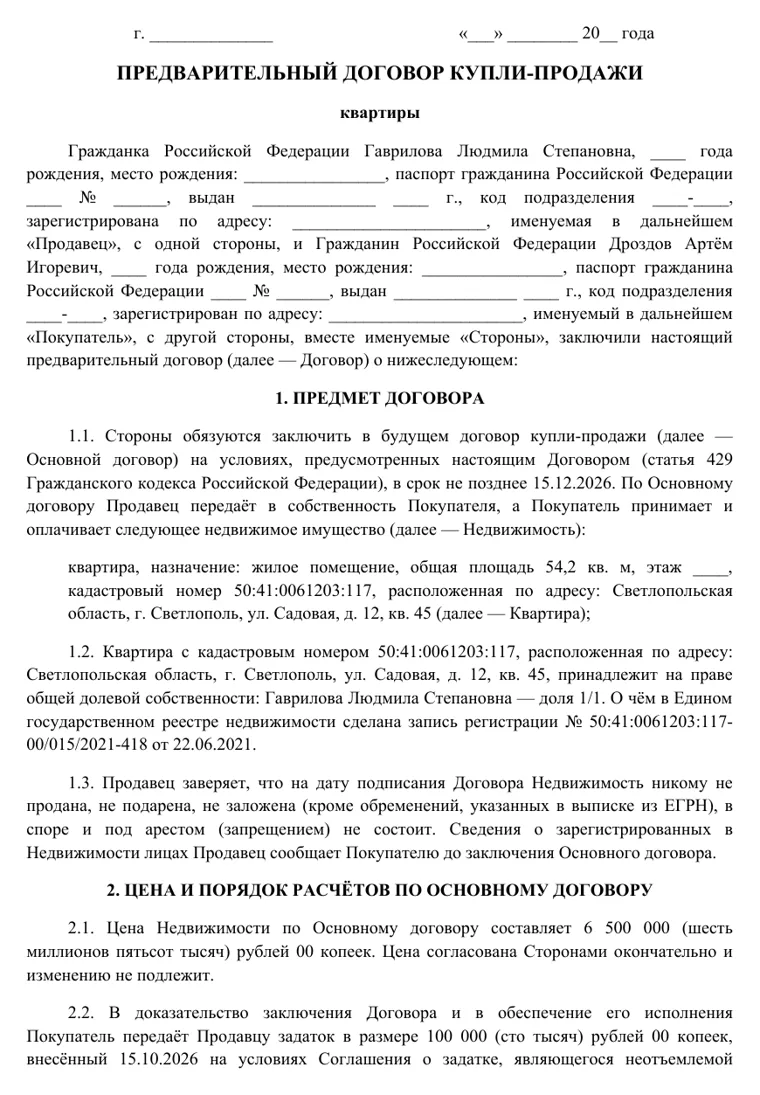 г. ______________ «___» ________ 20__ года
ПРЕДВАРИТЕЛЬНЫЙ ДОГОВОР КУПЛИ-ПРОДАЖИ
квартиры
Гражданка Российской Федерации Гаврилова Людмила Степановна, ____ года
рождения, место рождения: ________________, паспорт гражданина Российской Федерации
____ № ______, выдан ______________ ____ г., код подразделения ____-____,
зарегистрирована по адресу: ______________________, именуемая в дальнейшем
«Продавец», с одной стороны, и Гражданин Российской Федерации Дроздов Артём
Игоревич, ____ года рождения, место рождения: ________________, паспорт гражданина
Российской Федерации ____ № ______, выдан ______________ ____ г., код подразделения
____-____, зарегистрирован по адресу: ______________________, именуемый в дальнейшем
«Покупатель», с другой стороны, вместе именуемые «Стороны», заключили настоящий
предварительный договор (далее — Договор) о нижеследующем:
1. ПРЕДМЕТ ДОГОВОРА
1.1. Стороны обязуются заключить в будущем договор купли-продажи (далее —
Основной договор) на условиях, предусмотренных настоящим Договором (статья 429
Гражданского кодекса Российской Федерации), в срок не позднее 15.12.2026. По Основному
договору Продавец передаёт в собственность Покупателя, а Покупатель принимает и
оплачивает следующее недвижимое имущество (далее — Недвижимость):
квартира, назначение: жилое помещение, общая площадь 54,2 кв. м, этаж ____,
кадастровый номер 50:41:0061203:117, расположенная по адресу: Светлопольская
область, г. Светлополь, ул. Садовая, д. 12, кв. 45 (далее — Квартира);
1.2. Квартира с кадастровым номером 50:41:0061203:117, расположенная по адресу:
Светлопольская область, г. Светлополь, ул. Садовая, д. 12, кв. 45, принадлежит на праве
общей долевой собственности: Гаврилова Людмила Степановна — доля 1/1. О чём в Едином
государственном реестре недвижимости сделана запись регистрации № 50:41:0061203:117-
00/015/2021-418 от 22.06.2021.
1.3. Продавец заверяет, что на дату подписания Договора Недвижимость никому не
продана, не подарена, не заложена (кроме обременений, указанных в выписке из ЕГРН), в
споре и под арестом (запрещением) не состоит. Сведения о зарегистрированных в
Недвижимости лицах Продавец сообщает Покупателю до заключения Основного договора.
2. ЦЕНА И ПОРЯДОК РАСЧЁТОВ ПО ОСНОВНОМУ ДОГОВОРУ
2.1. Цена Недвижимости по Основному договору составляет 6 500 000 (шесть
миллионов пятьсот тысяч) рублей 00 копеек. Цена согласована Сторонами окончательно и
изменению не подлежит.
2.2. В доказательство заключения Договора и в обеспечение его исполнения
Покупатель передаёт Продавцу задаток в размере 100 000 (сто тысяч) рублей 00 копеек,
внесённый 15.10.2026 на условиях Соглашения о задатке, являющегося неотъемлемой